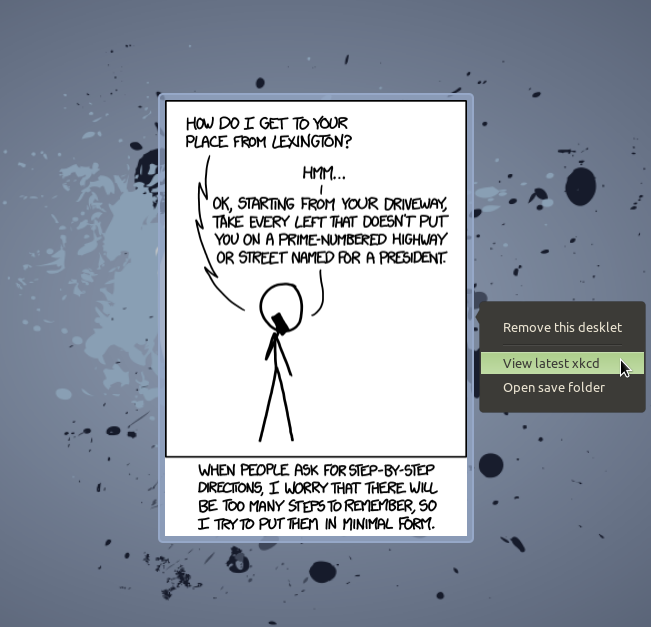 HOW DO I GET TO YOUR
PLACE FROM LEXINGTON?
HMM...
OK, STARTING FROM YOUR DRIVEWAY,
TAKE EVERY LEFT THAT DOESN'T PUT
YOU ON A PRIME-NUMBERED HIGHWAY
OR STREET NAMED FOR A PRESIDENT.
WHEN PEOPLE ASK FOR STEP-BY-STEP
DIRECTIONS, I WORRY THAT THERE WILL
BE TOO MANY STEPS TO REMEMBER, SO
I TRY TO PUT THEM IN MINIMAL FORM.
Remove this desklet
View latest xkcd
Open save folder